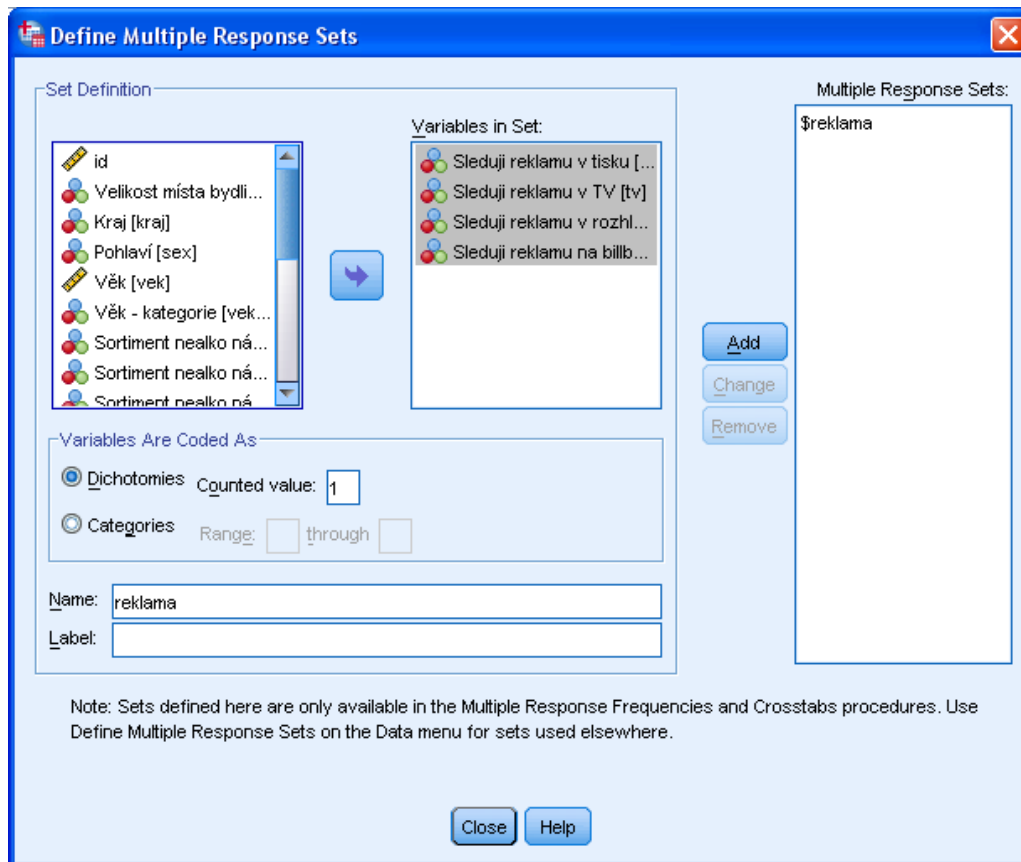 Define Multiple Response Sets
Set Definition
id
Velikost místa bydli...
Kraj [kraj]
Pohlaví [sex]
Věk [vek]
Věk - kategorie [vek...
Sortiment nealko ná...
Sortiment nealko ná...
Sortiment nealko ná...
Variables in Set:
Sleduji reklamu v tisku [...
Sleduji reklamu v TV [tv]
Sleduji reklamu v rozhl...
Sleduji reklamu na billb...
Variables Are Coded As
Dichotomies Counted value: 1
Categories Range: through
Name: reklama
Label:
Add
Change
Remove
Multiple Response Sets:
$reklama
Note: Sets defined here are only available in the Multiple Response Frequencies and Crosstabs procedures. Use
Define Multiple Response Sets on the Data menu for sets used elsewhere.
Close Help